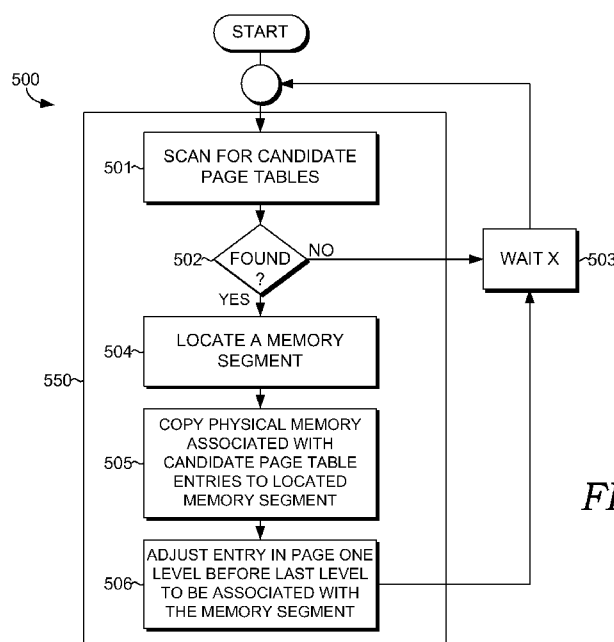 START
500
501
SCAN FOR CANDIDATE
PAGE TABLES
502
FOUND
?
NO
YES
WAIT X
503
504
LOCATE A MEMORY
SEGMENT
550
505
COPY PHYSICAL MEMORY
ASSOCIATED WITH
CANDIDATE PAGE TABLE
ENTRIES TO LOCATED
MEMORY SEGMENT
506
ADJUST ENTRY IN PAGE ONE
LEVEL BEFORE LAST LEVEL
TO BE ASSOCIATED WITH
THE MEMORY SEGMENT